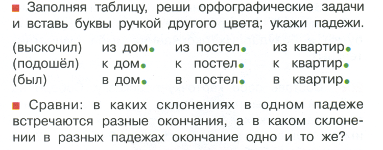 ■ Заполняя таблицу, реши орфографические задачи
и вставь буквы ручкой другого цвета; укажи падежи.
(выскочил) из дом● из постел● из квартир●
(подошёл) к дом● к постел● к квартир●
(был) в дом● в постел● в квартир●
■ Сравни: в каких склонениях в одном падеже
встречаются разные окончания, а в каком склоне-
нии в разных падежах окончание одно и то же?